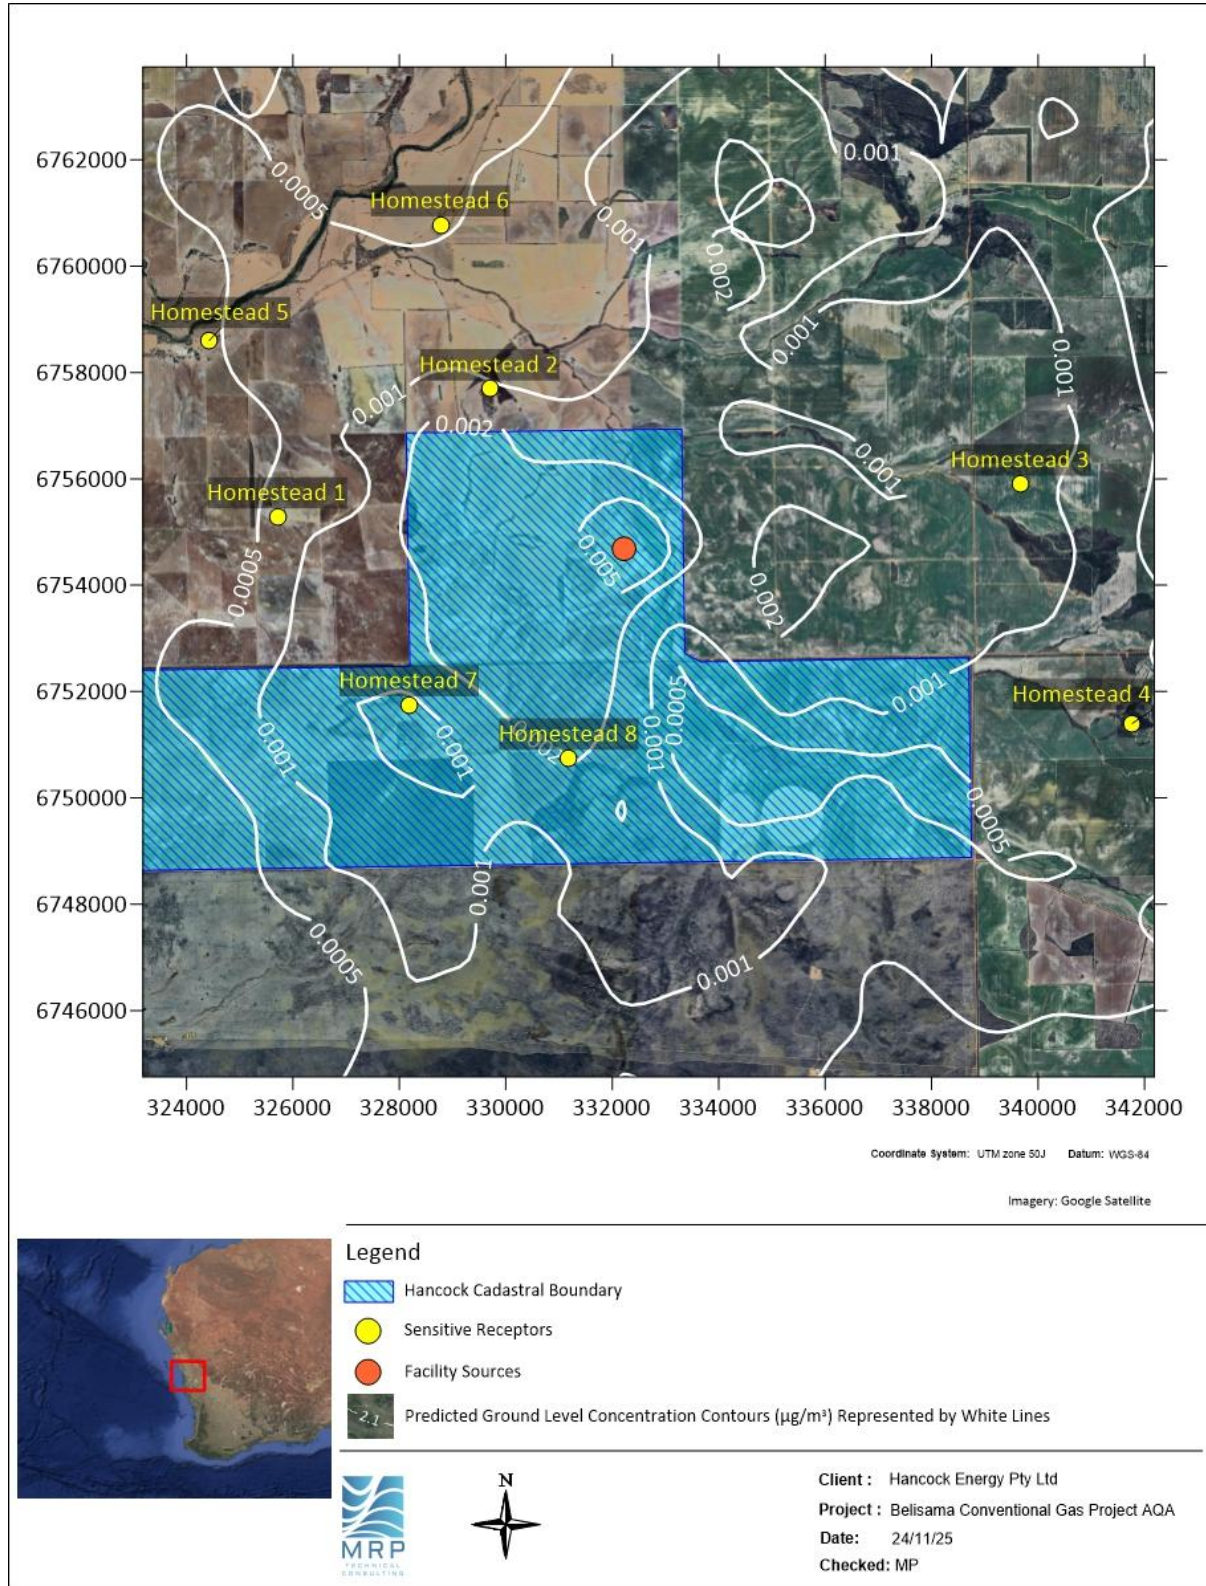 6762000
6760000
6758000
6756000
6754000
6752000
6750000
6748000
6746000
324000 326000 328000 330000 332000 334000 336000 338000 340000 342000
0.001
0.0005
Homestead 6
0.001
0.002
Homestead 5
0.001
0.001
Homestead 2
0.001
0.002
Homestead 3
0.001
Homestead 1
0.005
0.0005
0.002
Homestead 7
0.001
Homestead 4
0.0005
0.001
0.002
Homestead 8
0.001
0.001
0.0005
0.001
0.0005
0.001
Coordinate System: UTM zone 50J Datum: WGS-84
Imagery: Google Satellite
Legend
Hancock Cadastral Boundary
Sensitive Receptors
Facility Sources
2.1
Predicted Ground Level Concentration Contours (µg/m³) Represented by White Lines
MRP
TECHNICAL
CONSULTING
N
Client : Hancock Energy Pty Ltd
Project : Belisama Conventional Gas Project AQA
Date: 24/11/25
Checked: MP